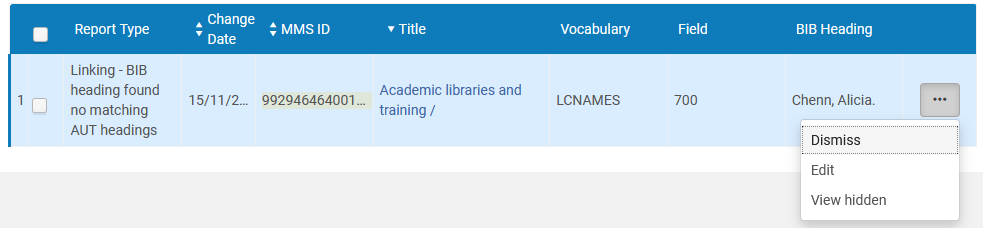 Report Type
Change
Date
MMS ID
Title
Vocabulary
Field
BIB Heading
1
Linking - BIB
heading found
no matching
AUT headings
15/11/2...
992946464001...
Academic libraries and
training /
LCNAMES
700
Chenn, Alicia.
Dismiss
Edit
View hidden